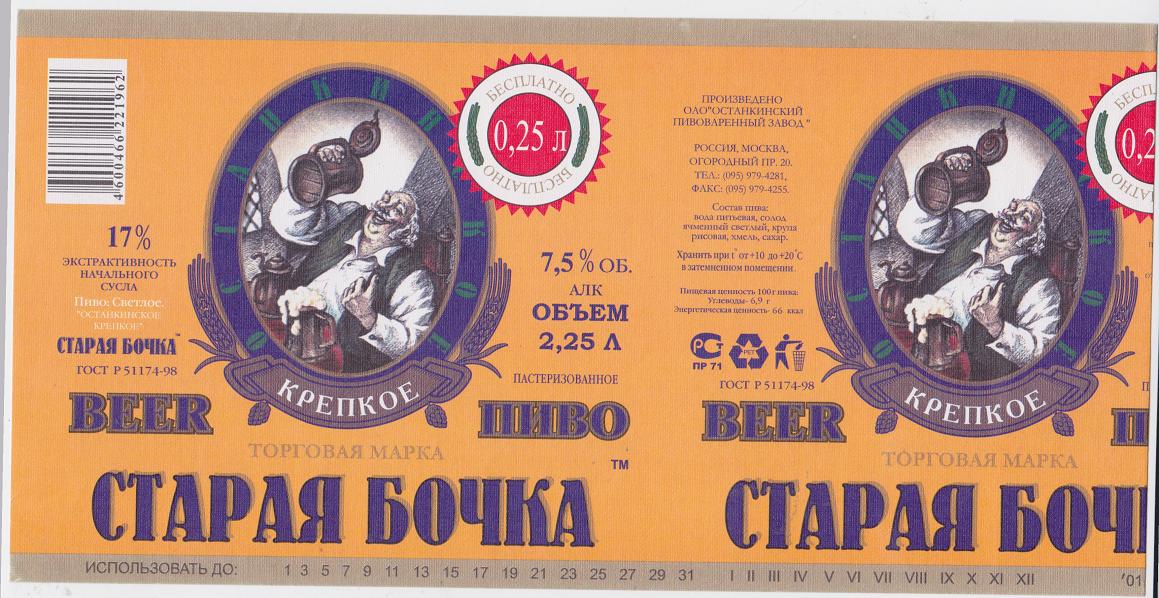 4 600466 221962
17%
ЭКСТРАКТИВНОСТЬ
НАЧАЛЬНОГО
СУСЛА
Пиво: Светлое.
"ОСТАНКИНСКОЕ
КРЕПКОЕ"
СТАРАЯ БОЧКА™
ГОСТ Р 51174-98
BEER
КРЕПКОЕ
БЕСПЛАТНО
0,25 л
БЕСПЛАТНО
7,5% ОБ.
АЛК
ОБЪЕМ
2,25 Л
ПАСТЕРИЗОВАННОЕ
ПИВО
ТОРГОВАЯ МАРКА
СТАРАЯ БОЧКА
TM
ПРОИЗВЕДЕНО
ОАО"ОСТАНКИНСКИЙ
ПИВОВАРЕННЫЙ ЗАВОД"
РОССИЯ, МОСКВА,
ОГОРОДНЫЙ ПР. 20.
ТЕЛ.: (095) 979-4281,
ФАКС: (095) 979-4255.
Состав пива:
вода питьевая, солод
ячменный светлый, крупа
рисовая, хмель, сахар.
Хранить при t° от +10 до +20°С
в затемненном помещении.
Пищевая ценность 100г пива:
Углеводы- 6,9 г
Энергетическая ценность- 66 ккал
РСТ
ПР 71
PET
ГОСТ Р 51174-98
BEER
КРЕПКОЕ
БЕСПЛ
0,2
ТОРГОВАЯ МАРКА
СТАРАЯ БОЧ
ИСПОЛЬЗОВАТЬ ДО: 1 3 5 7 9 11 13 15 17 19 21 23 25 27 29 31 I II III IV V VI VII VIII IX X XI XII '01